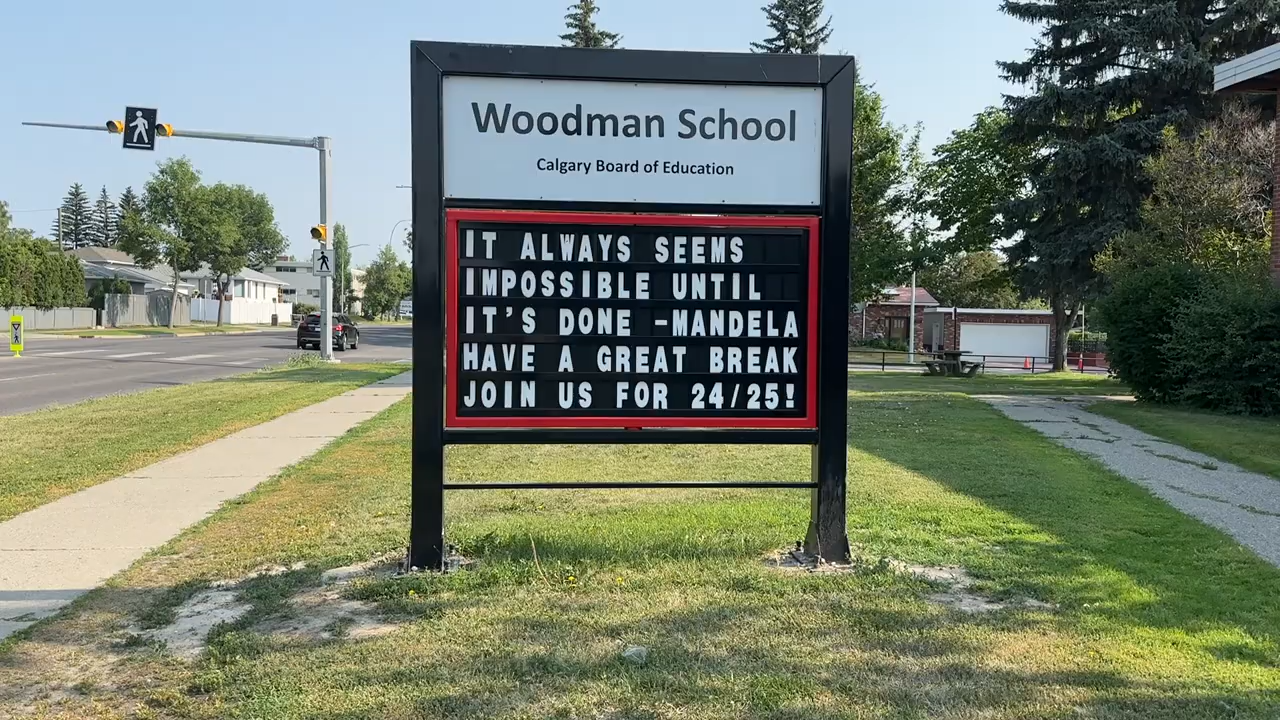 Woodman School
Calgary Board of Education
IT ALWAYS SEEMS
IMPOSSIBLE UNTIL
IT'S DONE -MANDELA
HAVE A GREAT BREAK
JOIN US FOR 24/25!